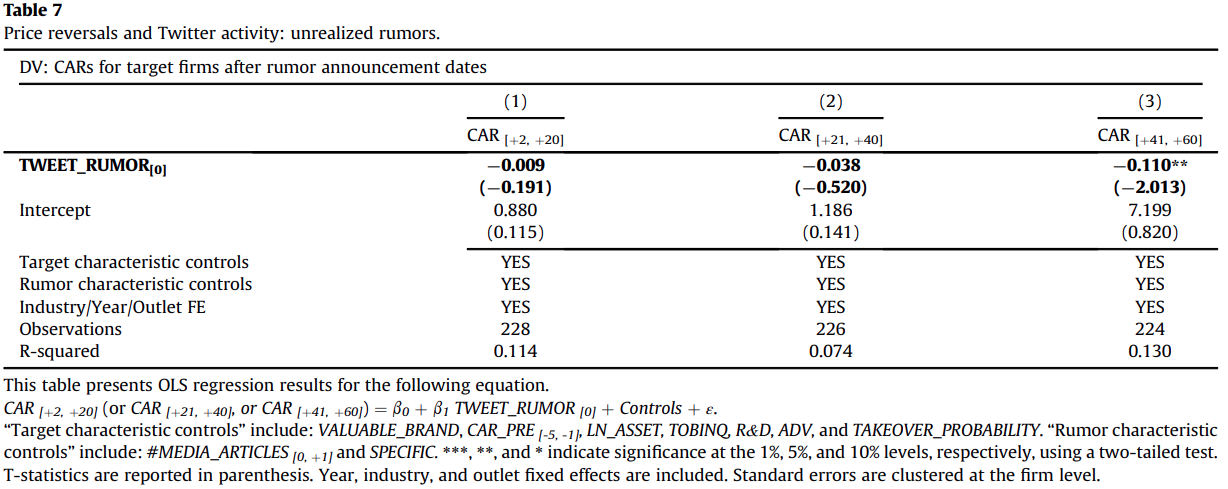 Table 7
Price reversals and Twitter activity: unrealized rumors.
DV: CARs for target firms after rumor announcement dates
(1) (2) (3)
CAR [+2, +20] CAR [+21, +40] CAR [+41, +60]
TWEET_RUMOR[0] −0.009 −0.038 −0.110**
(−0.191) (−0.520) (−2.013)
Intercept 0.880 1.186 7.199
(0.115) (0.141) (0.820)
Target characteristic controls YES YES YES
Rumor characteristic controls YES YES YES
Industry/Year/Outlet FE YES YES YES
Observations 228 226 224
R-squared 0.114 0.074 0.130
This table presents OLS regression results for the following equation.
CAR [+2, +20] (or CAR [+21, +40], or CAR [+41, +60]) = β0 + β1 TWEET_RUMOR [0] + Controls + ε.
“Target characteristic controls” include: VALUABLE_BRAND, CAR_PRE [-5, -1], LN_ASSET, TOBINQ, R&D, ADV, and TAKEOVER_PROBABILITY. “Rumor characteristic
controls” include: #MEDIA_ARTICLES [0, +1] and SPECIFIC. ***, **, and * indicate significance at the 1%, 5%, and 10% levels, respectively, using a two-tailed test.
T-statistics are reported in parenthesis. Year, industry, and outlet fixed effects are included. Standard errors are clustered at the firm level.